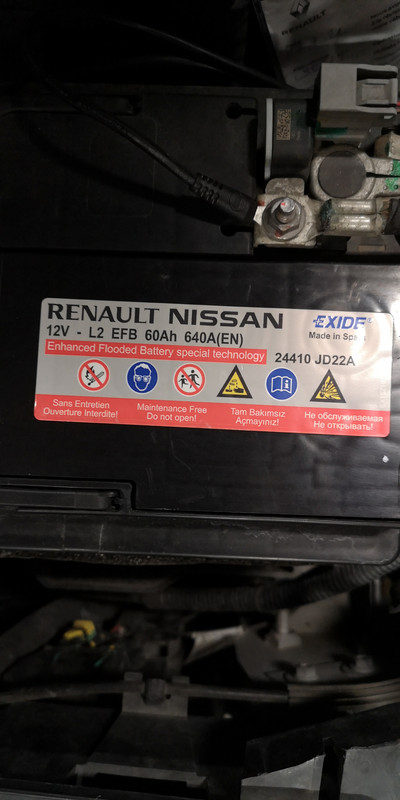 RENAULT
RENAULT NISSAN
EXIDE
Made in Spain
12V - L2 EFB 60Ah 640A(EN)
Enhanced Flooded Battery special technology
24410 JD22A
Sans Entretien
Ouverture Interdite!
Maintenance Free
Do not open!
Tam Bakımsız
Açmayınız!
Не обслуживаемая
Не открывать!